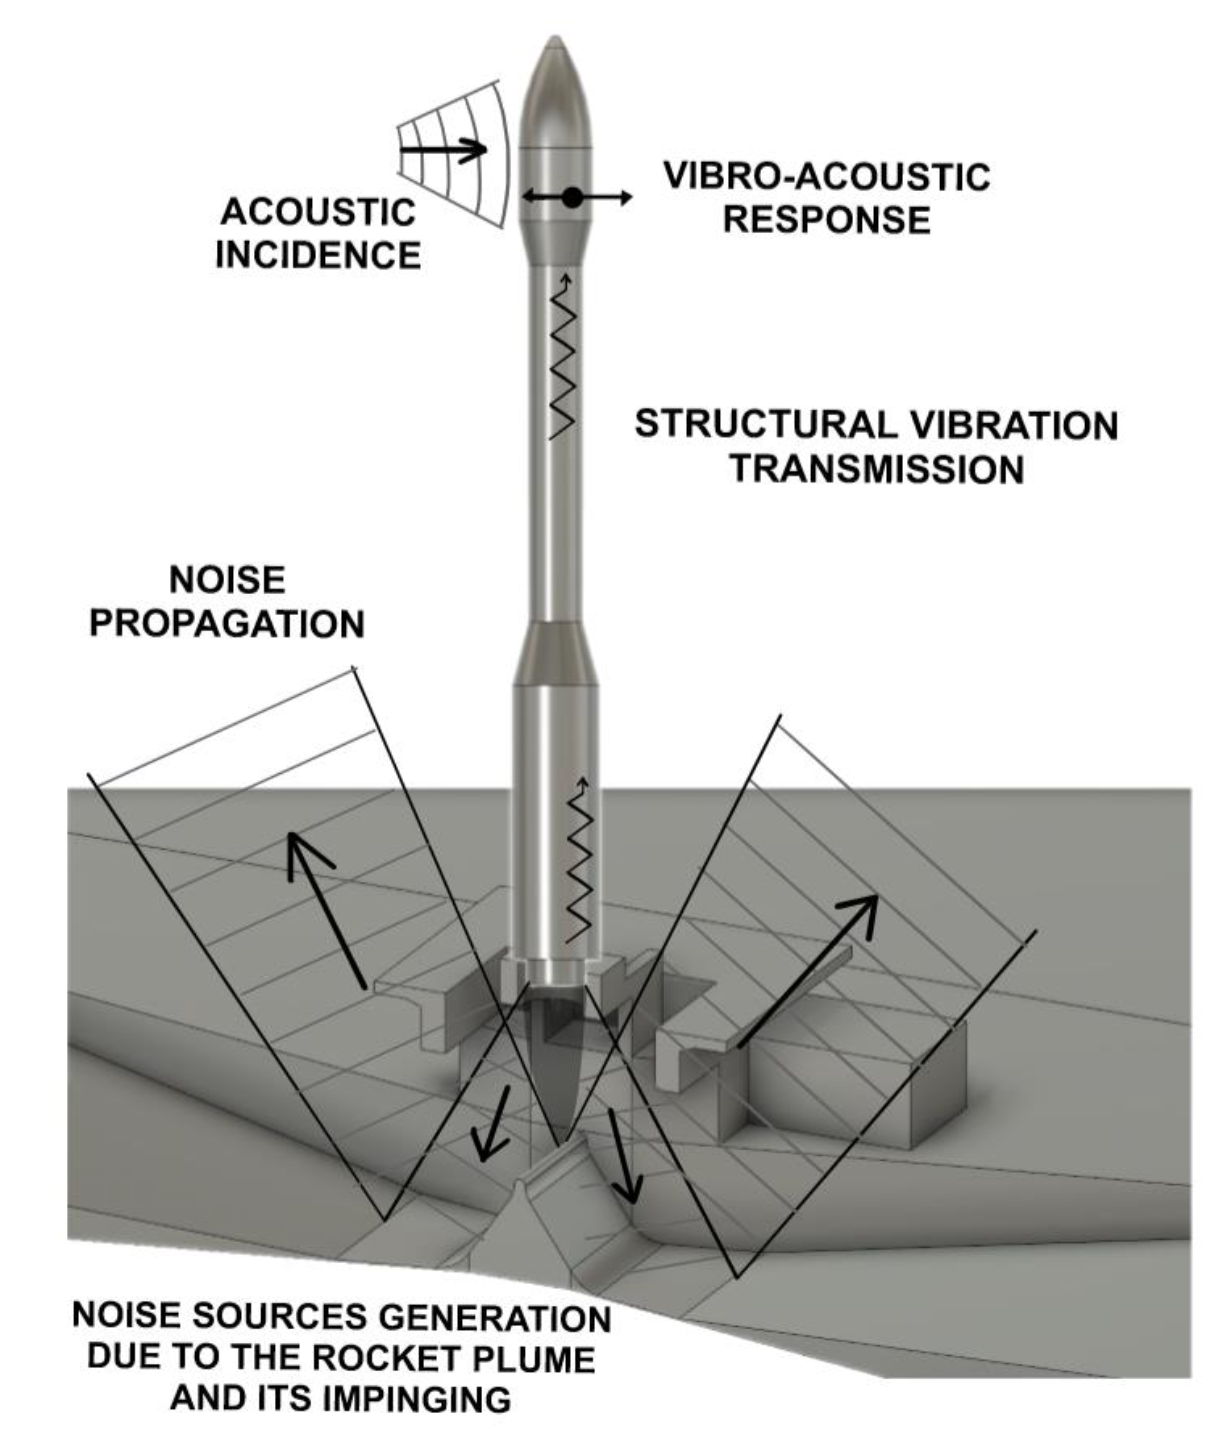 ACOUSTIC
INCIDENCE
VIBRO-ACOUSTIC
RESPONSE
STRUCTURAL VIBRATION
TRANSMISSION
NOISE
PROPAGATION
NOISE SOURCES GENERATION
DUE TO THE ROCKET PLUME
AND ITS IMPINGING